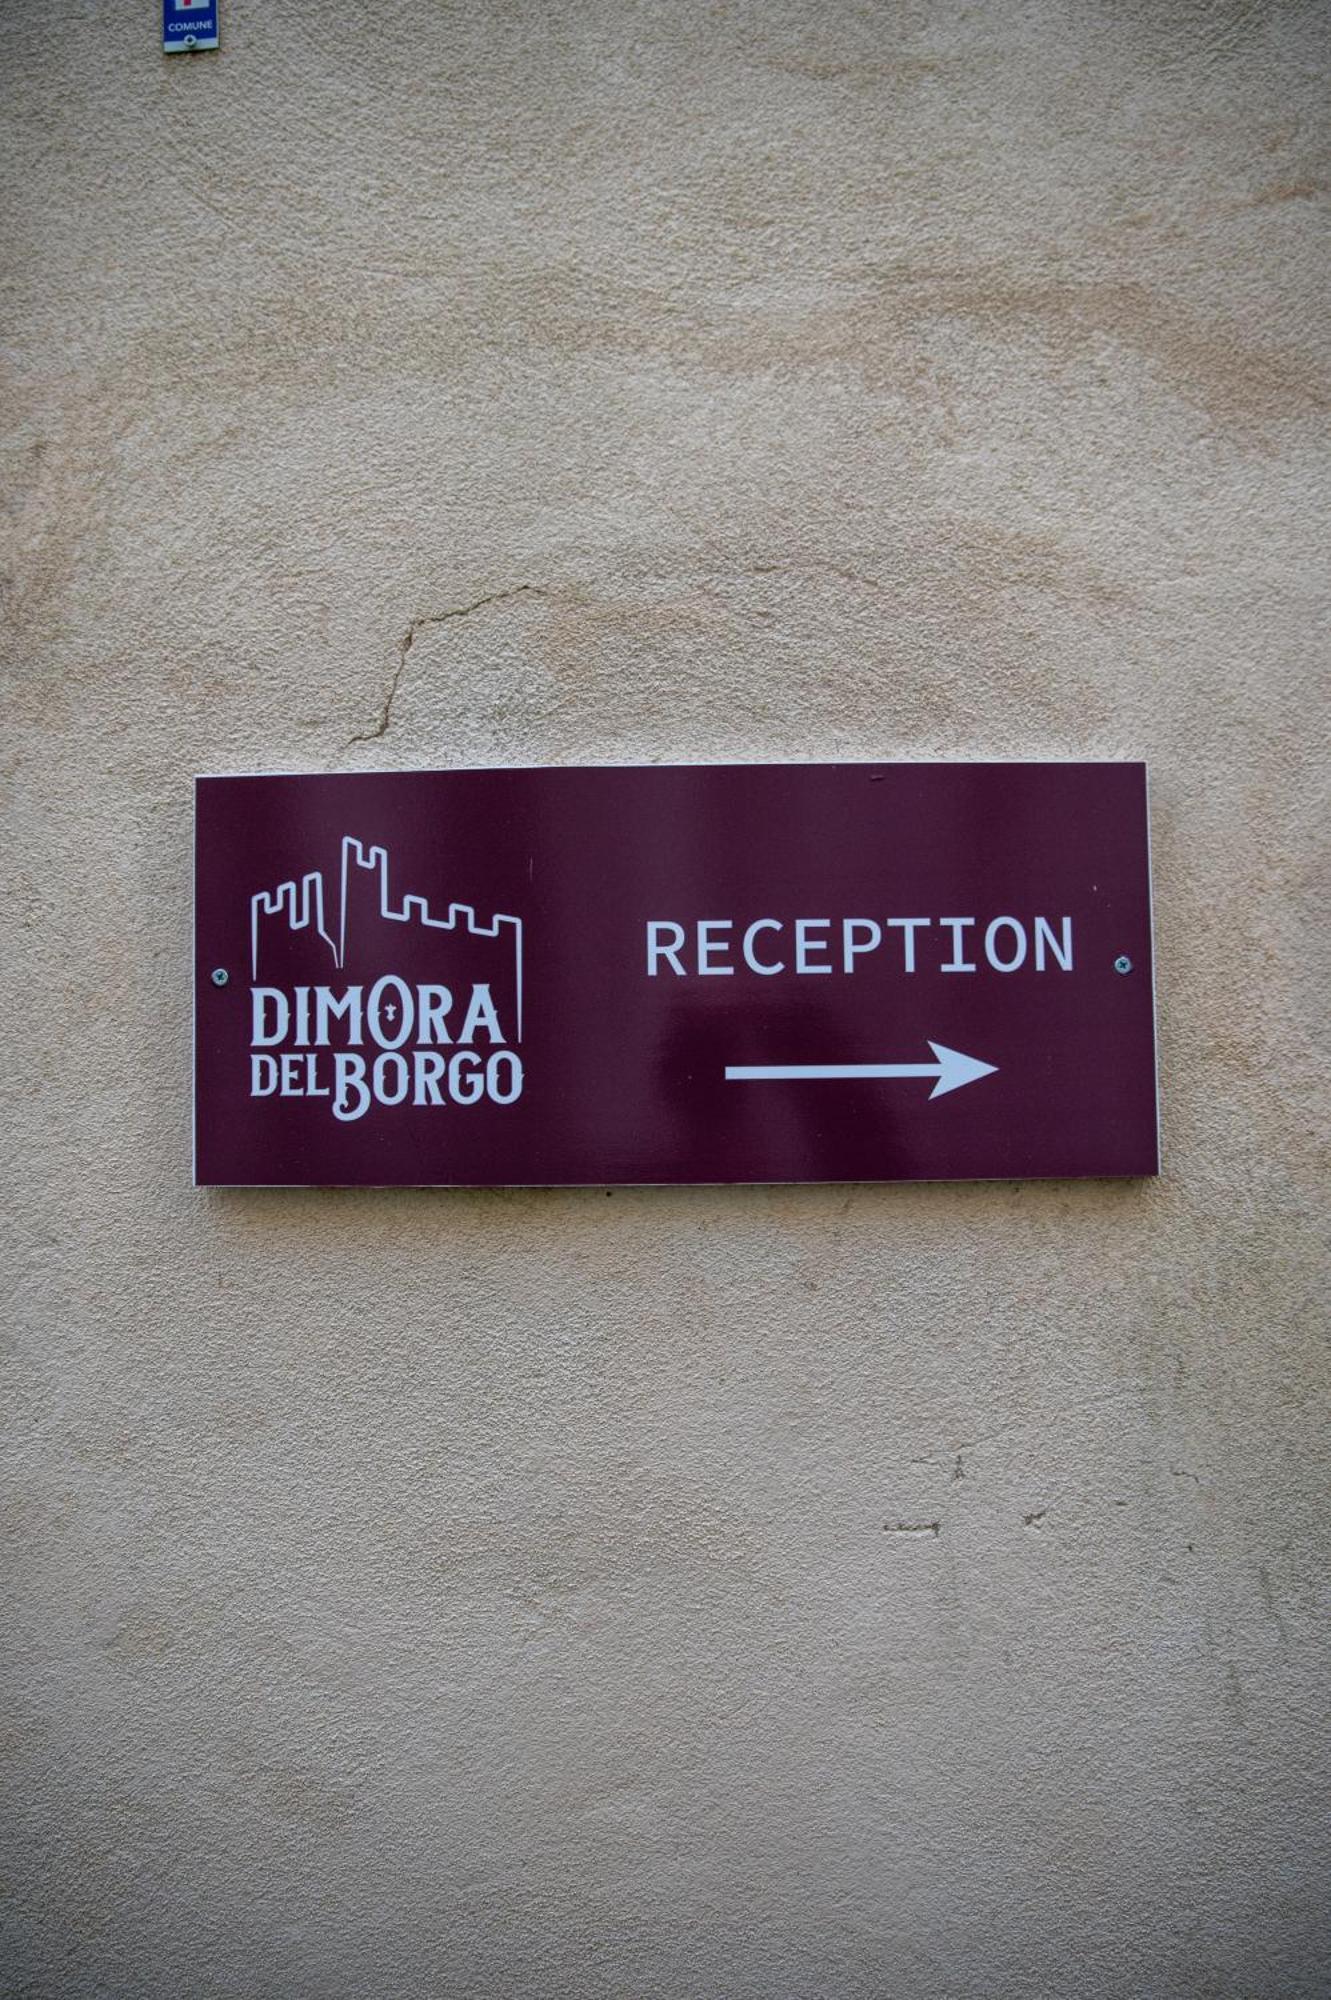 COMUNE
DIMORA
DEL BORGO
RECEPTION